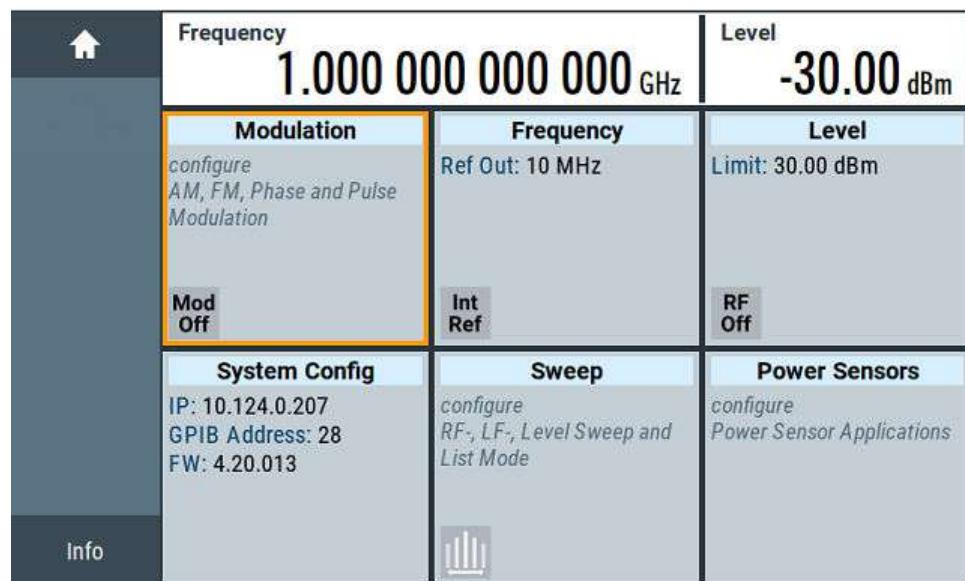 Frequency
1.000 000 000 000 GHz
Level
-30.00 dBm
Modulation
configure
AM, FM, Phase and Pulse
Modulation
Mod
Off
Frequency
Ref Out: 10 MHz
Int
Ref
Level
Limit: 30.00 dBm
RF
Off
System Config
IP: 10.124.0.207
GPIB Address: 28
FW: 4.20.013
Sweep
configure
RF-, LF-, Level Sweep and
List Mode
Power Sensors
configure
Power Sensor Applications
Info